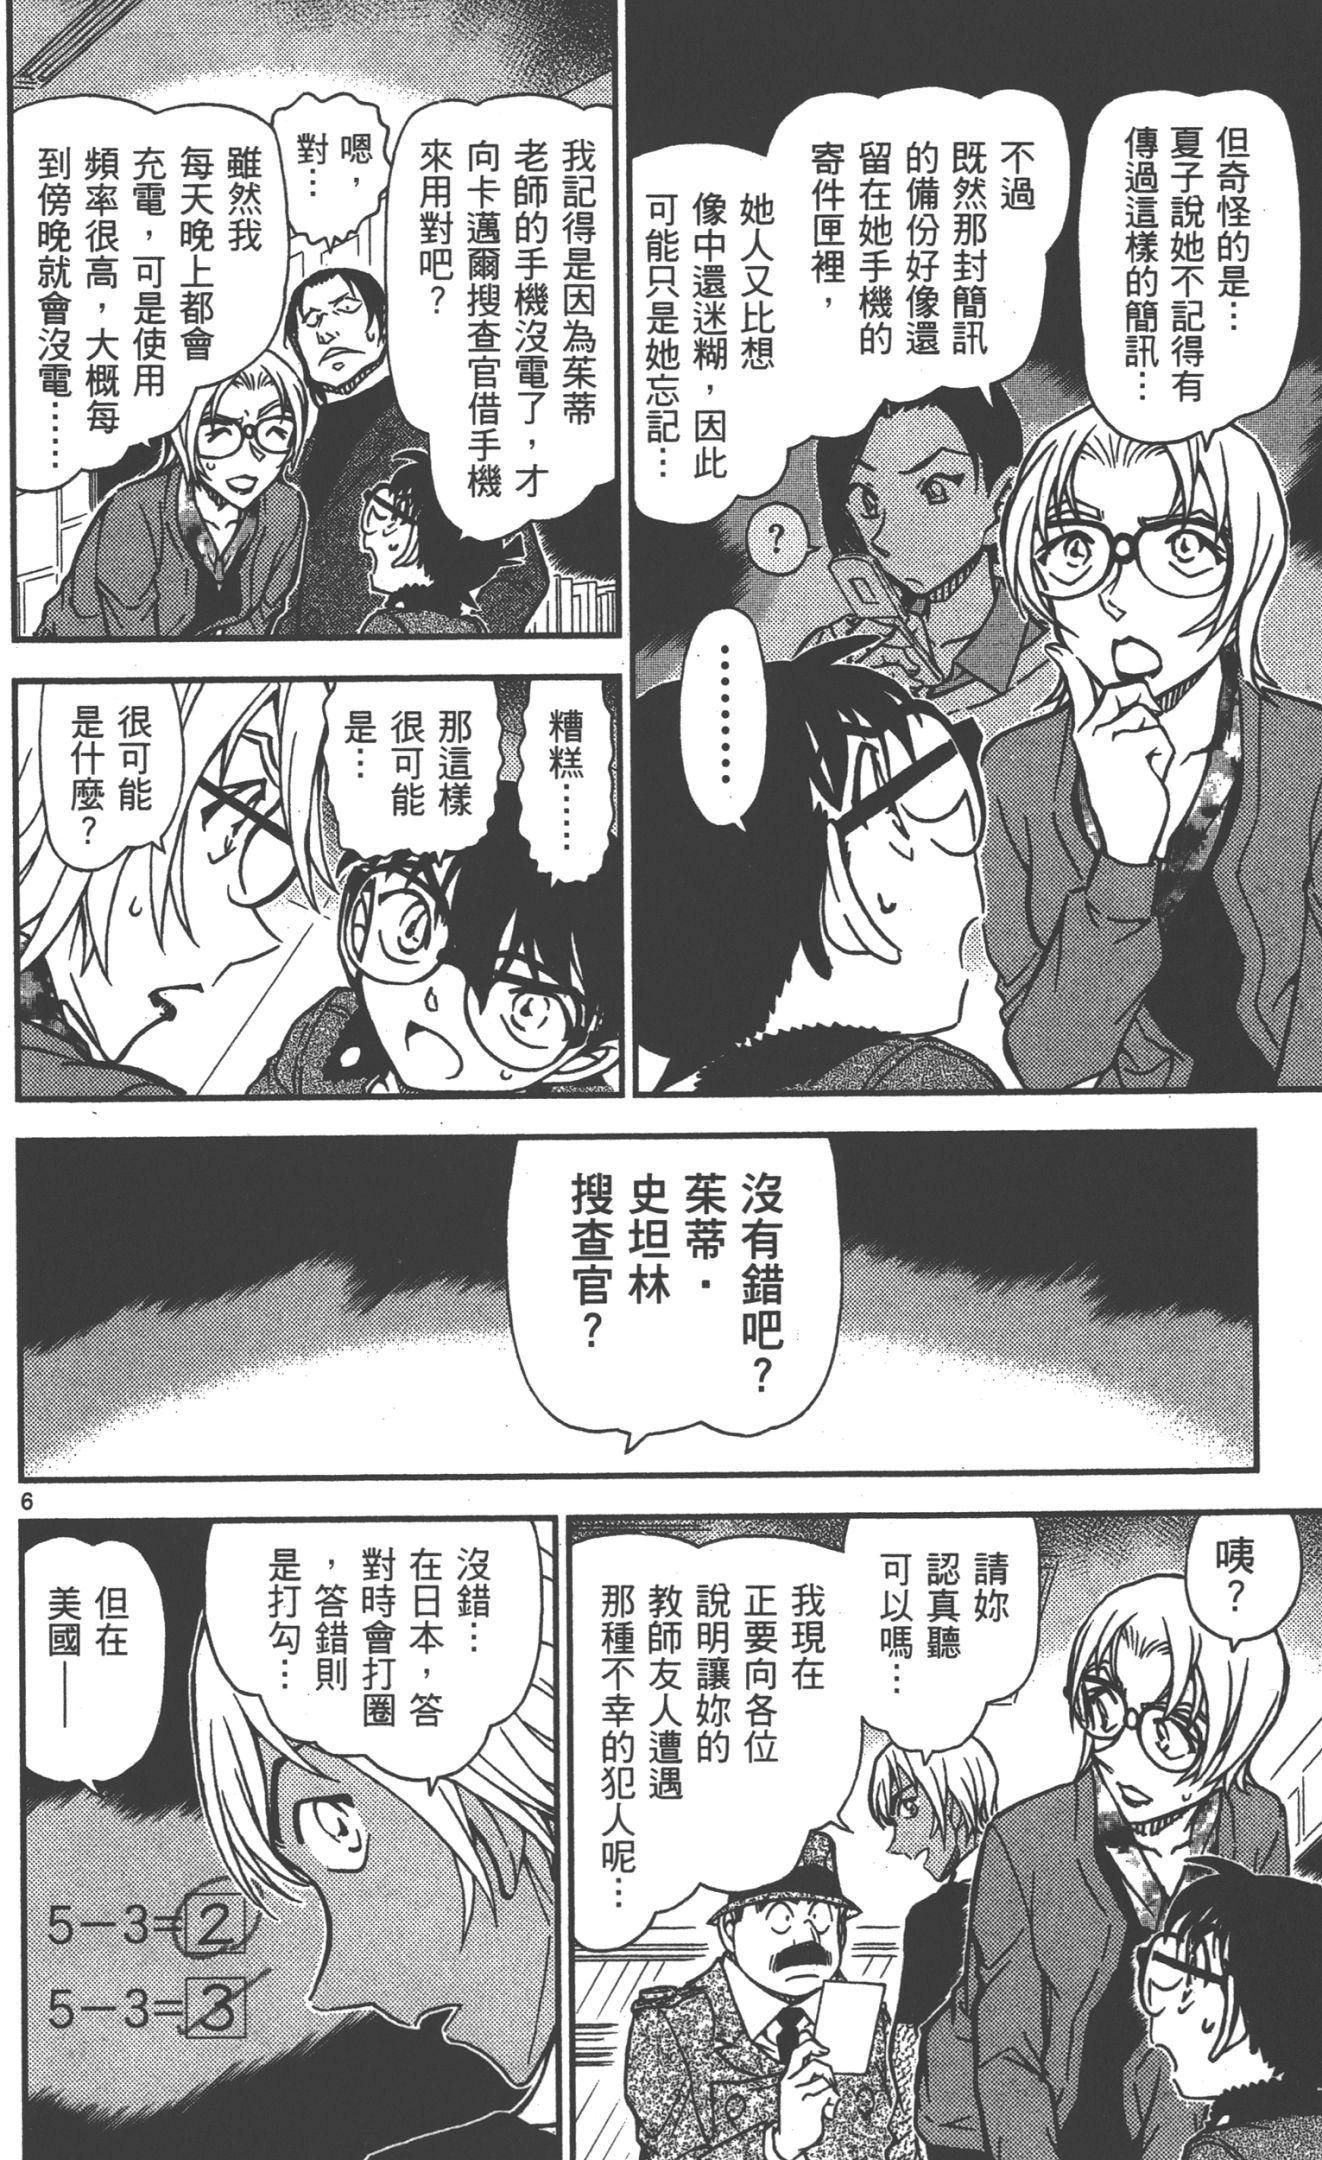 但奇怪的是…
夏子說她不記得有
傳過這樣的簡訊…
不過
既然那封簡訊
的備份好像還
留在她手機的
寄件匣裡，
她人又比想
像中還迷糊，因此
可能只是她忘記…
？
………
我記得是因為茱蒂
老師的手機沒電了，才
向卡邁爾搜查官借手機
來用對吧？
嗯，
對…
雖然我
每天晚上都會
充電，可是使用
頻率很高，大概每
到傍晚就會沒電……
糟糕……
那這樣
很可能
是…
很可能
是什麼？
沒有錯吧？
茱蒂·
史坦林
搜查官？
咦？
請妳
認真聽
可以嗎…
我現在
正要向各位
說明讓妳的
教師友人遭遇
那種不幸的犯人呢…
沒錯…
在日本，答
對時會打圈
，答錯則
是打勾…
但在
美國——
5－3=2
5－3=3
6